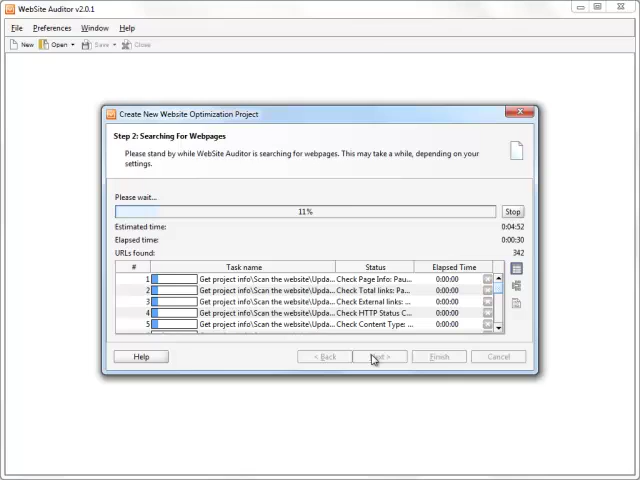 WebSite Auditor v2.0.1
File Preferences Window Help
New Open Save Close
Create New Website Optimization Project
Step 2: Searching For Webpages
Please stand by while WebSite Auditor is searching for webpages. This may take a while, depending on your
settings.
Please wait...
11% Stop
Estimated time: 0:04:52
Elapsed time: 0:00:30
URLs found: 342
# Task name Status Elapsed Time
1 Get project info\Scan the website\Upda... Check Page Info: Pau... 0:00:00
2 Get project info\Scan the website\Upda... Check Total links: Pa... 0:00:00
3 Get project info\Scan the website\Upda... Check External links: ... 0:00:00
4 Get project info\Scan the website\Upda... Check HTTP Status C... 0:00:00
5 Get project info\Scan the website\Upda... Check Content Type: ... 0:00:00
Help < Back Next > Finish Cancel